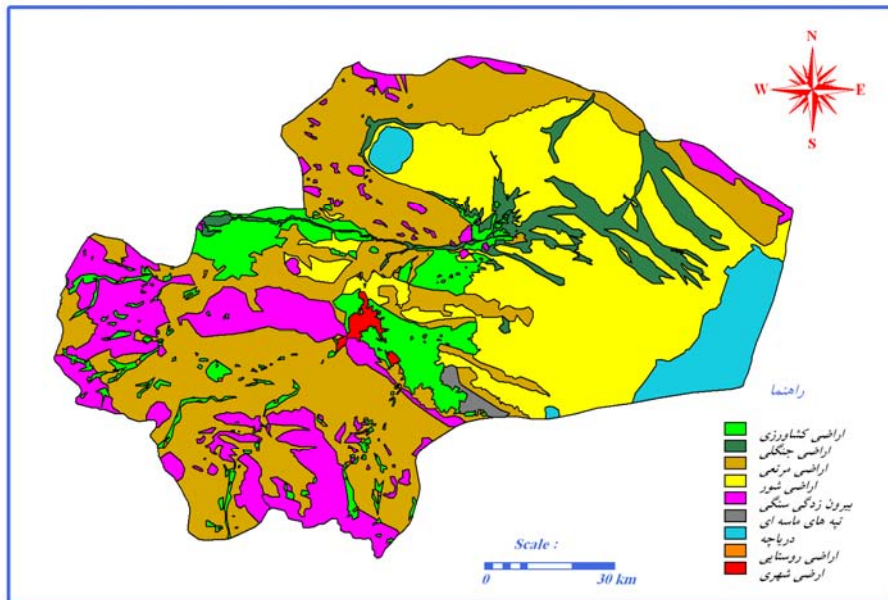 N
W E
S
راهنما
اراضی کشاورزی
اراضی جنگلی
اراضی مرتعی
اراضی شور
بیرون زدگی سنگی
تپه های ماسه ای
دریاچه
اراضی روستایی
ارضی شهری
Scale :
0 30 km